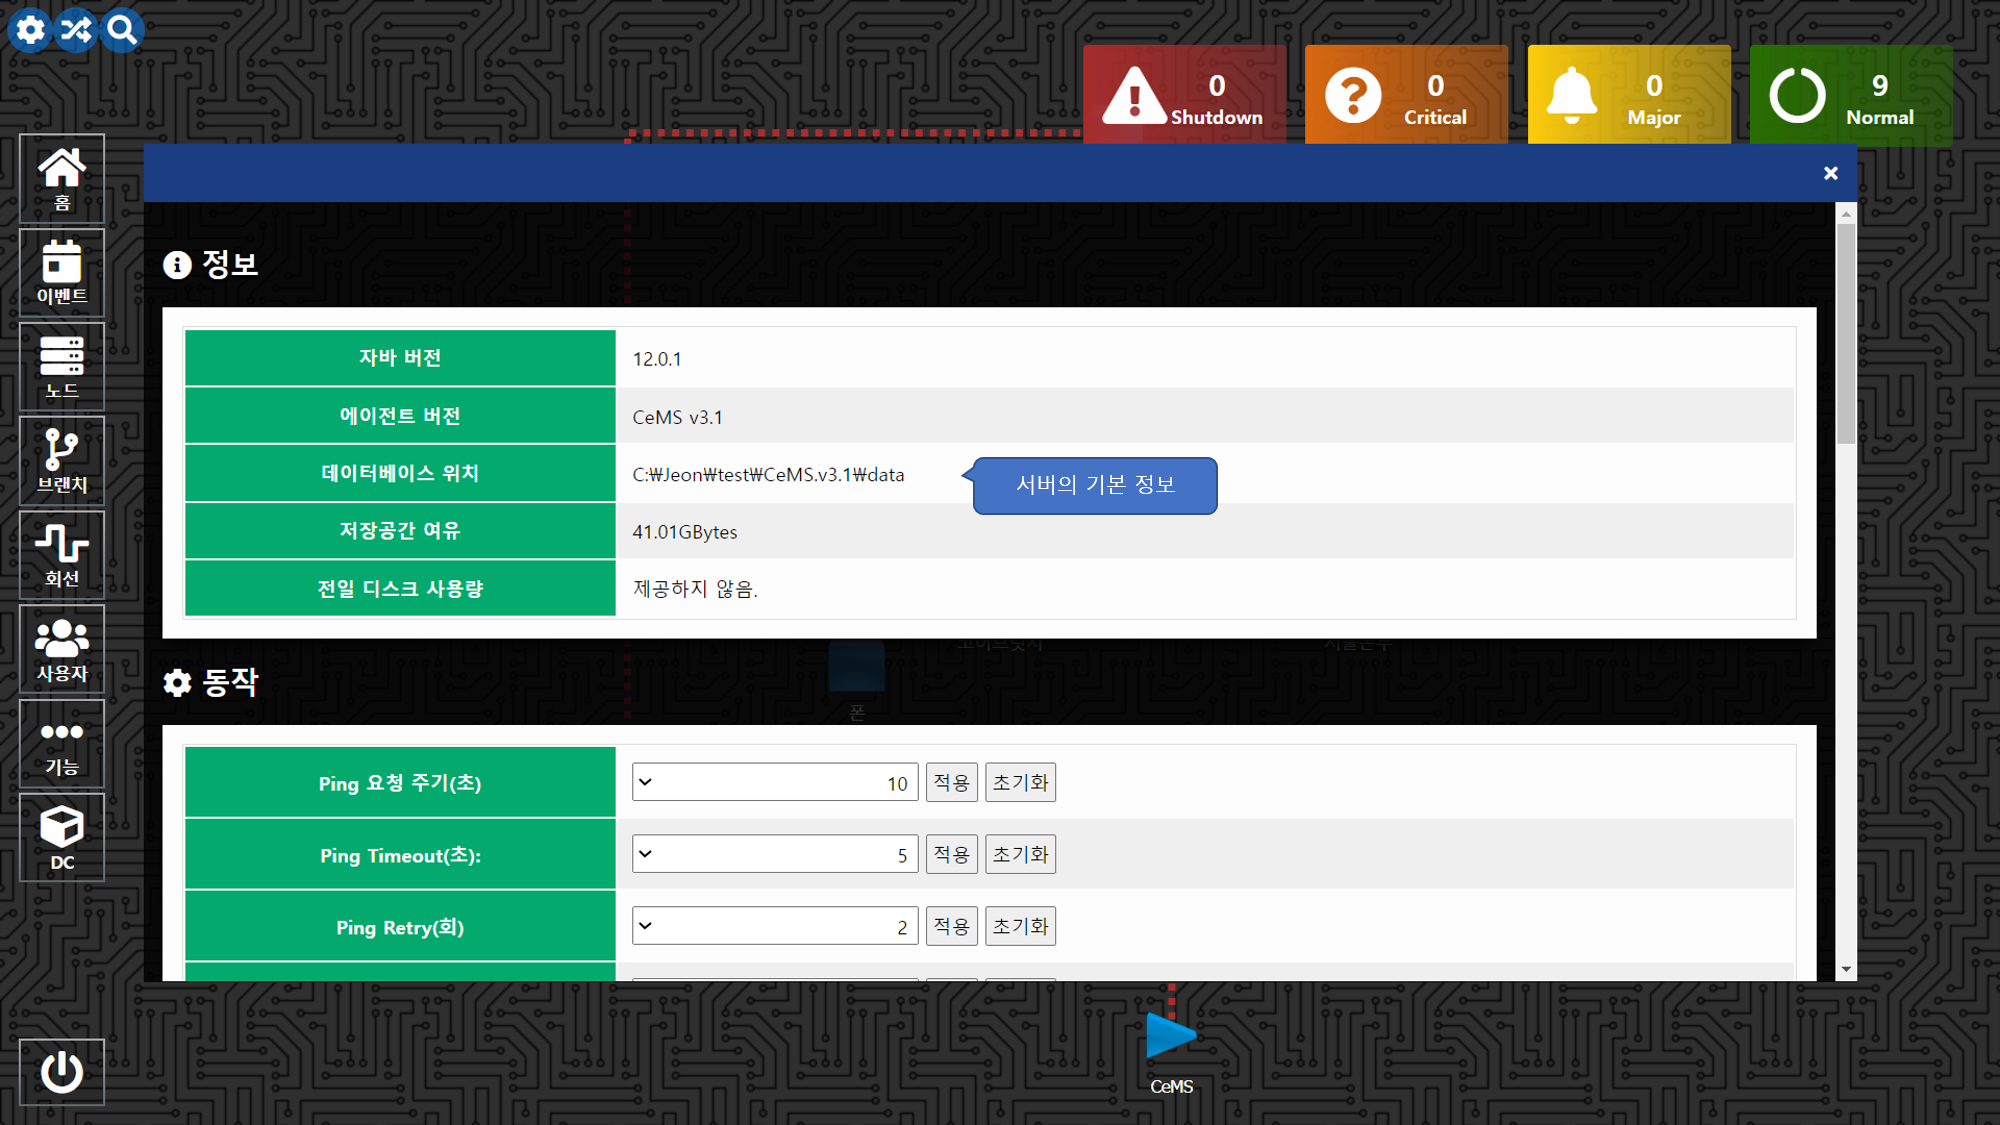 0
Shutdown
0
Critical
0
Major
9
Normal
홈
이벤트
노드
브랜치
회선
사용자
기능
DC
정보
자바 버전 12.0.1
에이전트 버전 CeMS v3.1
데이터베이스 위치 C:₩Jeon₩test₩CeMS.v3.1₩data
서버의 기본 정보
저장공간 여유 41.01GBytes
전일 디스크 사용량 제공하지 않음.
폰
동작
Ping 요청 주기(초) 10 적용 초기화
Ping Timeout(초): 5 적용 초기화
Ping Retry(회) 2 적용 초기화
CeMS